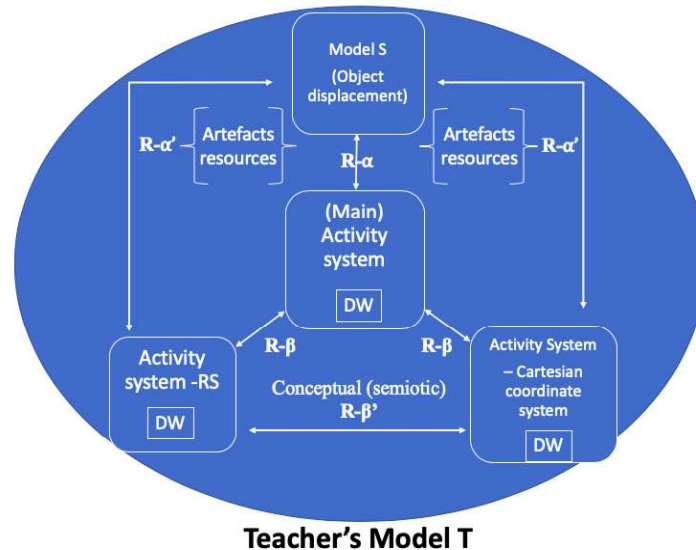 Model S
(Object
displacement)
R-α’
Artefacts
resources
R-α
Artefacts
resources
R-α’
(Main)
Activity
system
DW
R-β
R-β
Activity
system -RS
DW
Conceptual (semiotic)
R-β’
Activity System
– Cartesian
coordinate
system
DW
Teacher’s Model T